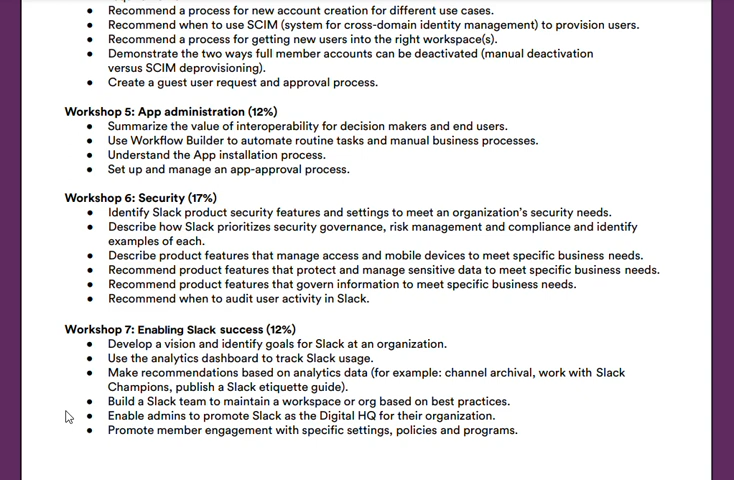 • Recommend a process for new account creation for different use cases.
• Recommend when to use SCIM (system for cross-domain identity management) to provision users.
• Recommend a process for getting new users into the right workspace(s).
• Demonstrate the two ways full member accounts can be deactivated (manual deactivation
versus SCIM deprovisioning).
• Create a guest user request and approval process.
Workshop 5: App administration (12%)
• Summarize the value of interoperability for decision makers and end users.
• Use Workflow Builder to automate routine tasks and manual business processes.
• Understand the App installation process.
• Set up and manage an app-approval process.
Workshop 6: Security (17%)
• Identify Slack product security features and settings to meet an organization's security needs.
• Describe how Slack prioritizes security governance, risk management and compliance and identify
examples of each.
• Describe product features that manage access and mobile devices to meet specific business needs.
• Recommend product features that protect and manage sensitive data to meet specific business needs.
• Recommend product features that govern information to meet specific business needs.
• Recommend when to audit user activity in Slack.
Workshop 7: Enabling Slack success (12%)
• Develop a vision and identify goals for Slack at an organization.
• Use the analytics dashboard to track Slack usage.
• Make recommendations based on analytics data (for example: channel archival, work with Slack
Champions, publish a Slack etiquette guide).
• Build a Slack team to maintain a workspace or org based on best practices.
• Enable admins to promote Slack as the Digital HQ for their organization.
• Promote member engagement with specific settings, policies and programs.